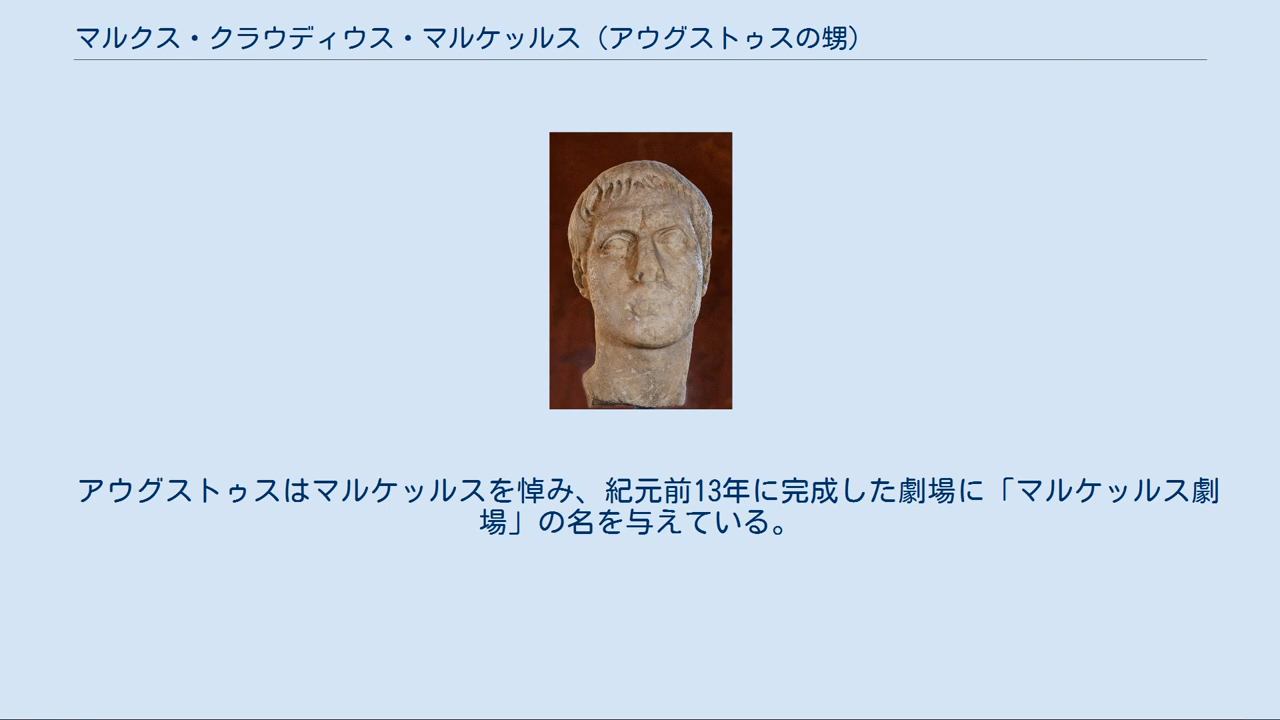 マルクス・クラウディウス・マルケッルス（アウグストゥスの甥）
アウグストゥスはマルケッルスを悼み、紀元前13年に完成した劇場に「マルケッルス劇
場」の名を与えている。